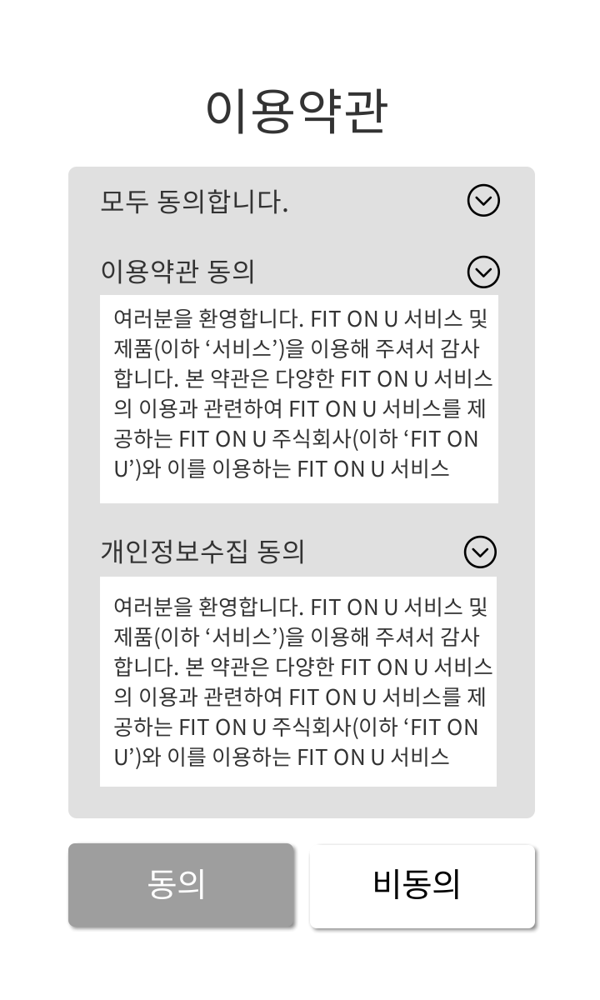 이용약관
모두 동의합니다.
이용약관 동의
여러분을 환영합니다. FIT ON U 서비스 및
제품(이하 ‘서비스’)을 이용해 주셔서 감사
합니다. 본 약관은 다양한 FIT ON U 서비스
의 이용과 관련하여 FIT ON U 서비스를 제
공하는 FIT ON U 주식회사(이하 ‘FIT ON
U’)와 이를 이용하는 FIT ON U 서비스
개인정보수집 동의
여러분을 환영합니다. FIT ON U 서비스 및
제품(이하 ‘서비스’)을 이용해 주셔서 감사
합니다. 본 약관은 다양한 FIT ON U 서비스
의 이용과 관련하여 FIT ON U 서비스를 제
공하는 FIT ON U 주식회사(이하 ‘FIT ON
U’)와 이를 이용하는 FIT ON U 서비스
동의
비동의